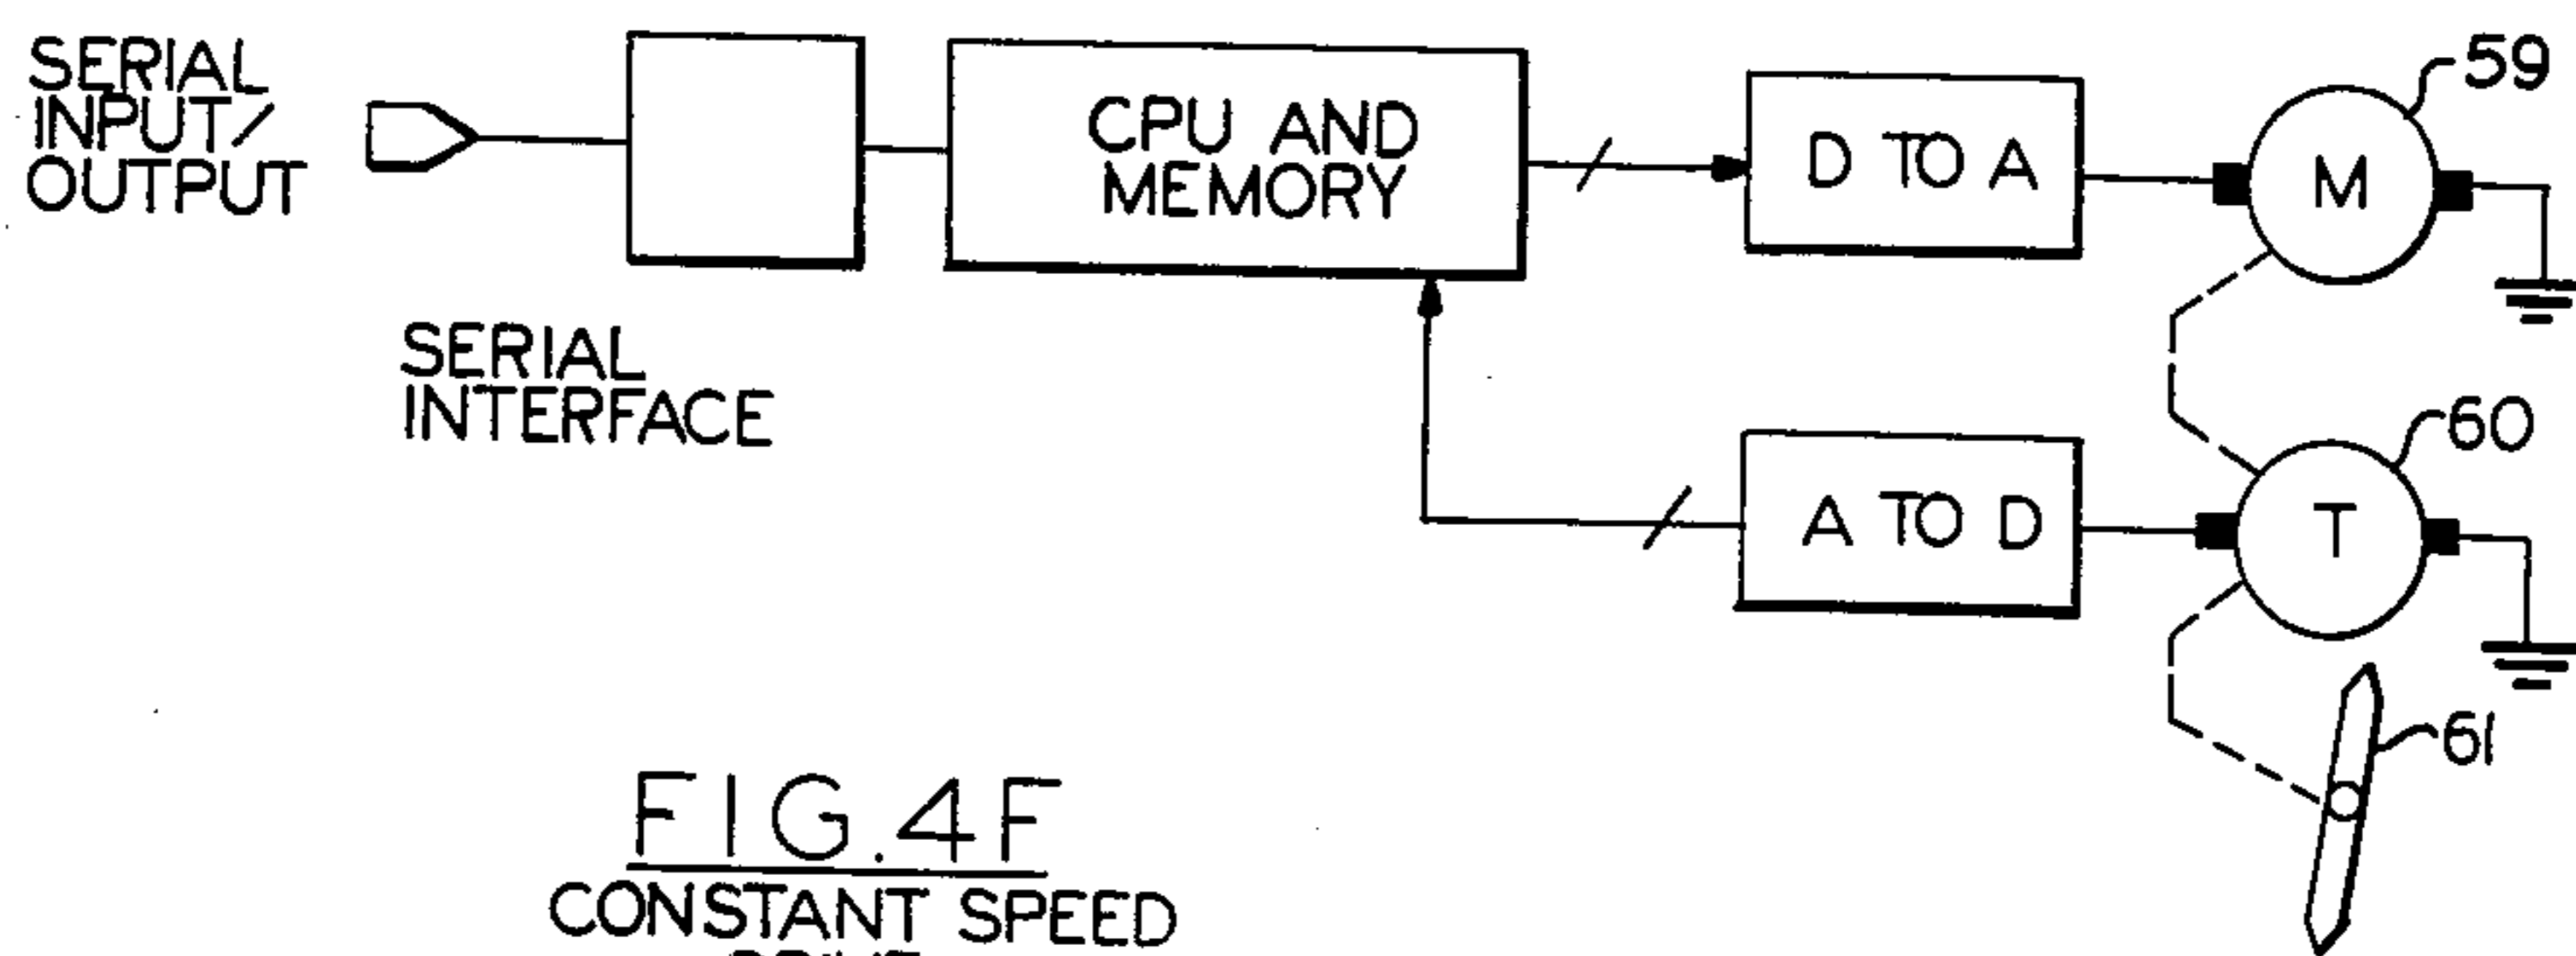 SERIAL
INPUT/
OUTPUT
CPU AND
MEMORY
D TO A
M
59
SERIAL
INTERFACE
A TO D
T
60
61
FIG. 4F
CONSTANT SPEED